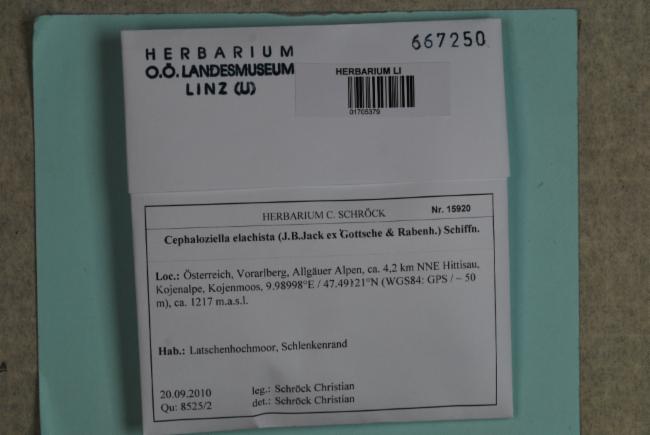 HERBARIUM
O.Ö. LANDESMUSEUM
LINZ (LI)
667250
HERBARIUM LI
01705379
HERBARIUM C. SCHRÖCK Nr. 15920
Cephaloziella elachista (J.B.Jack ex Gottsche & Rabenh.) Schiffn.
Loc.: Österreich, Vorarlberg, Allgäuer Alpen, ca. 4,2 km NNE Hittisau,
Kojenalpe, Kojenmoos, 9.98998°E / 47.49121°N (WGS84: GPS / ~ 50
m), ca. 1217 m.a.s.l.
Hab.: Latschenhochmoor, Schlenkenrand
20.09.2010 leg.: Schröck Christian
Qu: 8525/2 det.: Schröck Christian